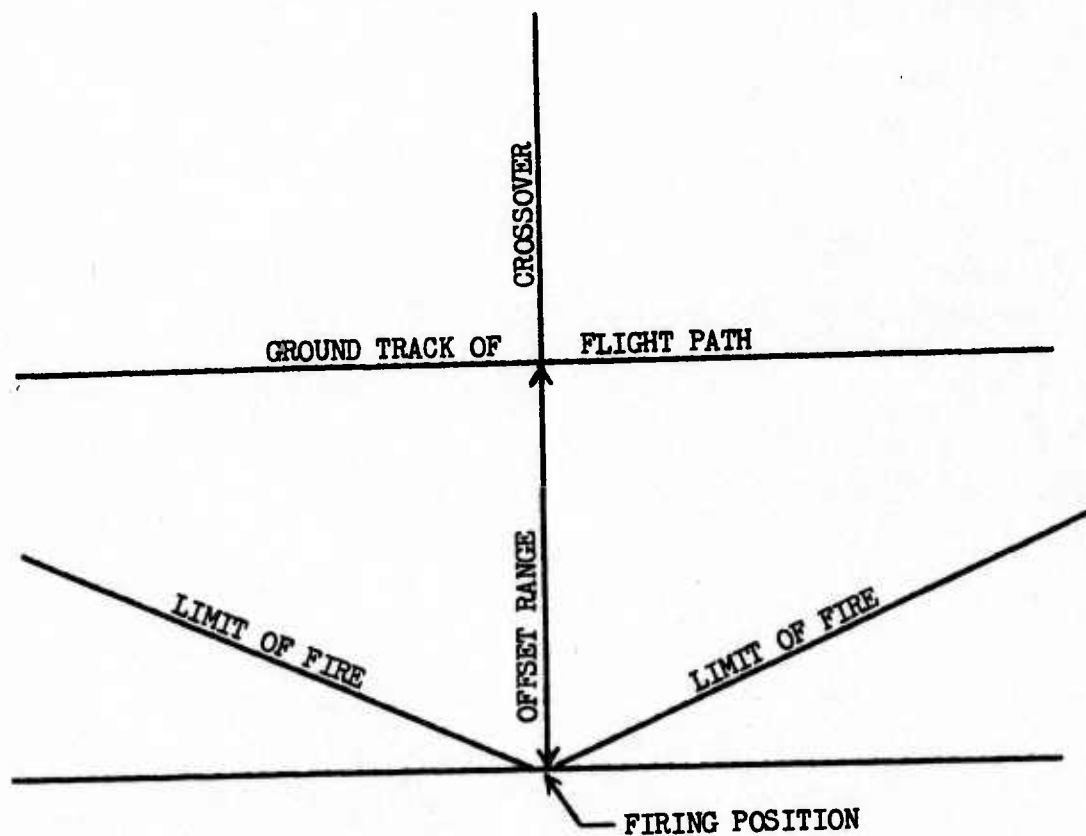 CROSSOVER
GROUND TRACK OF FLIGHT PATH
OFFSET RANGE
LIMIT OF FIRE
LIMIT OF FIRE
FIRING POSITION